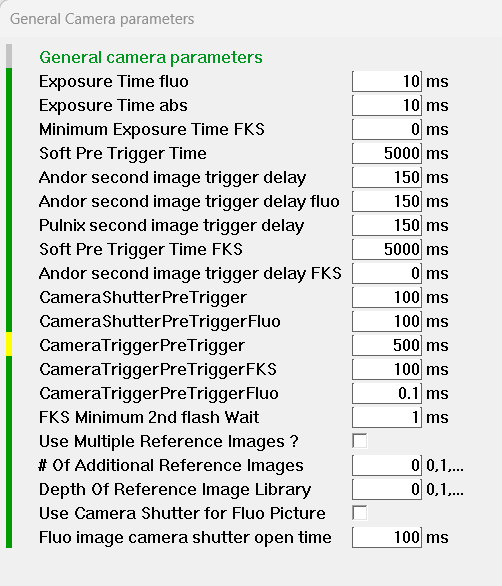 General Camera parameters
General camera parameters
Exposure Time fluo 10 ms
Exposure Time abs 10 ms
Minimum Exposure Time FKS 0 ms
Soft Pre Trigger Time 5000 ms
Andor second image trigger delay 150 ms
Andor second image trigger delay fluo 150 ms
Pulnix second image trigger delay 150 ms
Soft Pre Trigger Time FKS 5000 ms
Andor second image trigger delay FKS 0 ms
CameraShutterPreTrigger 100 ms
CameraShutterPreTriggerFluo 100 ms
CameraTriggerPreTrigger 500 ms
CameraTriggerPreTriggerFKS 100 ms
CameraTriggerPreTriggerFluo 0.1 ms
FKS Minimum 2nd flash Wait 1 ms
Use Multiple Reference Images ?
# Of Additional Reference Images 0 0,1,...
Depth Of Reference Image Library 0 0,1,...
Use Camera Shutter for Fluo Picture
Fluo image camera shutter open time 100 ms